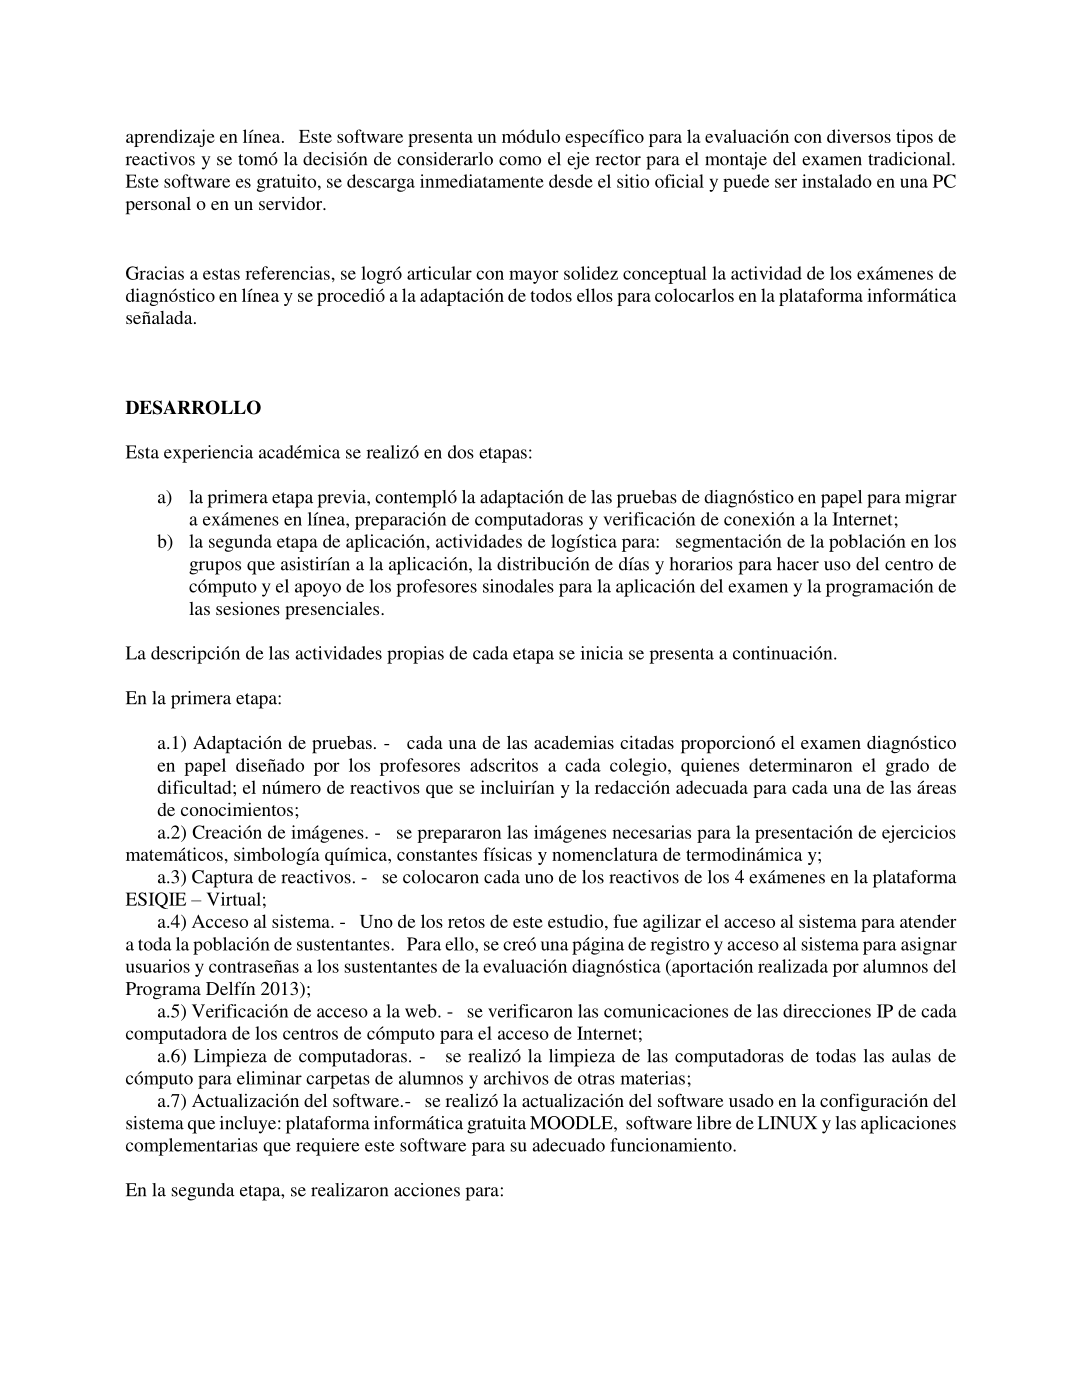 aprendizaje en línea.   Este software presenta un módulo específico para la evaluación con diversos tipos de
reactivos y se tomó la decisión de considerarlo como el eje rector para el montaje del examen tradicional.
Este software es gratuito, se descarga inmediatamente desde el sitio oficial y puede ser instalado en una PC
personal o en un servidor.
Gracias a estas referencias, se logró articular con mayor solidez conceptual la actividad de los exámenes de
diagnóstico en línea y se procedió a la adaptación de todos ellos para colocarlos en la plataforma informática
señalada.
DESARROLLO
Esta experiencia académica se realizó en dos etapas:
a) la primera etapa previa, contempló la adaptación de las pruebas de diagnóstico en papel para migrar
a exámenes en línea, preparación de computadoras y verificación de conexión a la Internet;
b) la segunda etapa de aplicación, actividades de logística para:   segmentación de la población en los
grupos que asistirían a la aplicación, la distribución de días y horarios para hacer uso del centro de
cómputo y el apoyo de los profesores sinodales para la aplicación del examen y la programación de
las sesiones presenciales.
La descripción de las actividades propias de cada etapa se inicia se presenta a continuación.
En la primera etapa:
a.1) Adaptación de pruebas. -   cada una de las academias citadas proporcionó el examen diagnóstico
en papel diseñado por los profesores adscritos a cada colegio, quienes determinaron el grado de
dificultad; el número de reactivos que se incluirían y la redacción adecuada para cada una de las áreas
de conocimientos;
a.2) Creación de imágenes. -   se prepararon las imágenes necesarias para la presentación de ejercicios
matemáticos, simbología química, constantes físicas y nomenclatura de termodinámica y;
a.3) Captura de reactivos. -   se colocaron cada uno de los reactivos de los 4 exámenes en la plataforma
ESIQIE – Virtual;
a.4) Acceso al sistema. -   Uno de los retos de este estudio, fue agilizar el acceso al sistema para atender
a toda la población de sustentantes.   Para ello, se creó una página de registro y acceso al sistema para asignar
usuarios y contraseñas a los sustentantes de la evaluación diagnóstica (aportación realizada por alumnos del
Programa Delfín 2013);
a.5) Verificación de acceso a la web. -   se verificaron las comunicaciones de las direcciones IP de cada
computadora de los centros de cómputo para el acceso de Internet;
a.6) Limpieza de computadoras. -   se realizó la limpieza de las computadoras de todas las aulas de
cómputo para eliminar carpetas de alumnos y archivos de otras materias;
a.7) Actualización del software.-   se realizó la actualización del software usado en la configuración del
sistema que incluye: plataforma informática gratuita MOODLE,  software libre de LINUX y las aplicaciones
complementarias que requiere este software para su adecuado funcionamiento.
En la segunda etapa, se realizaron acciones para: